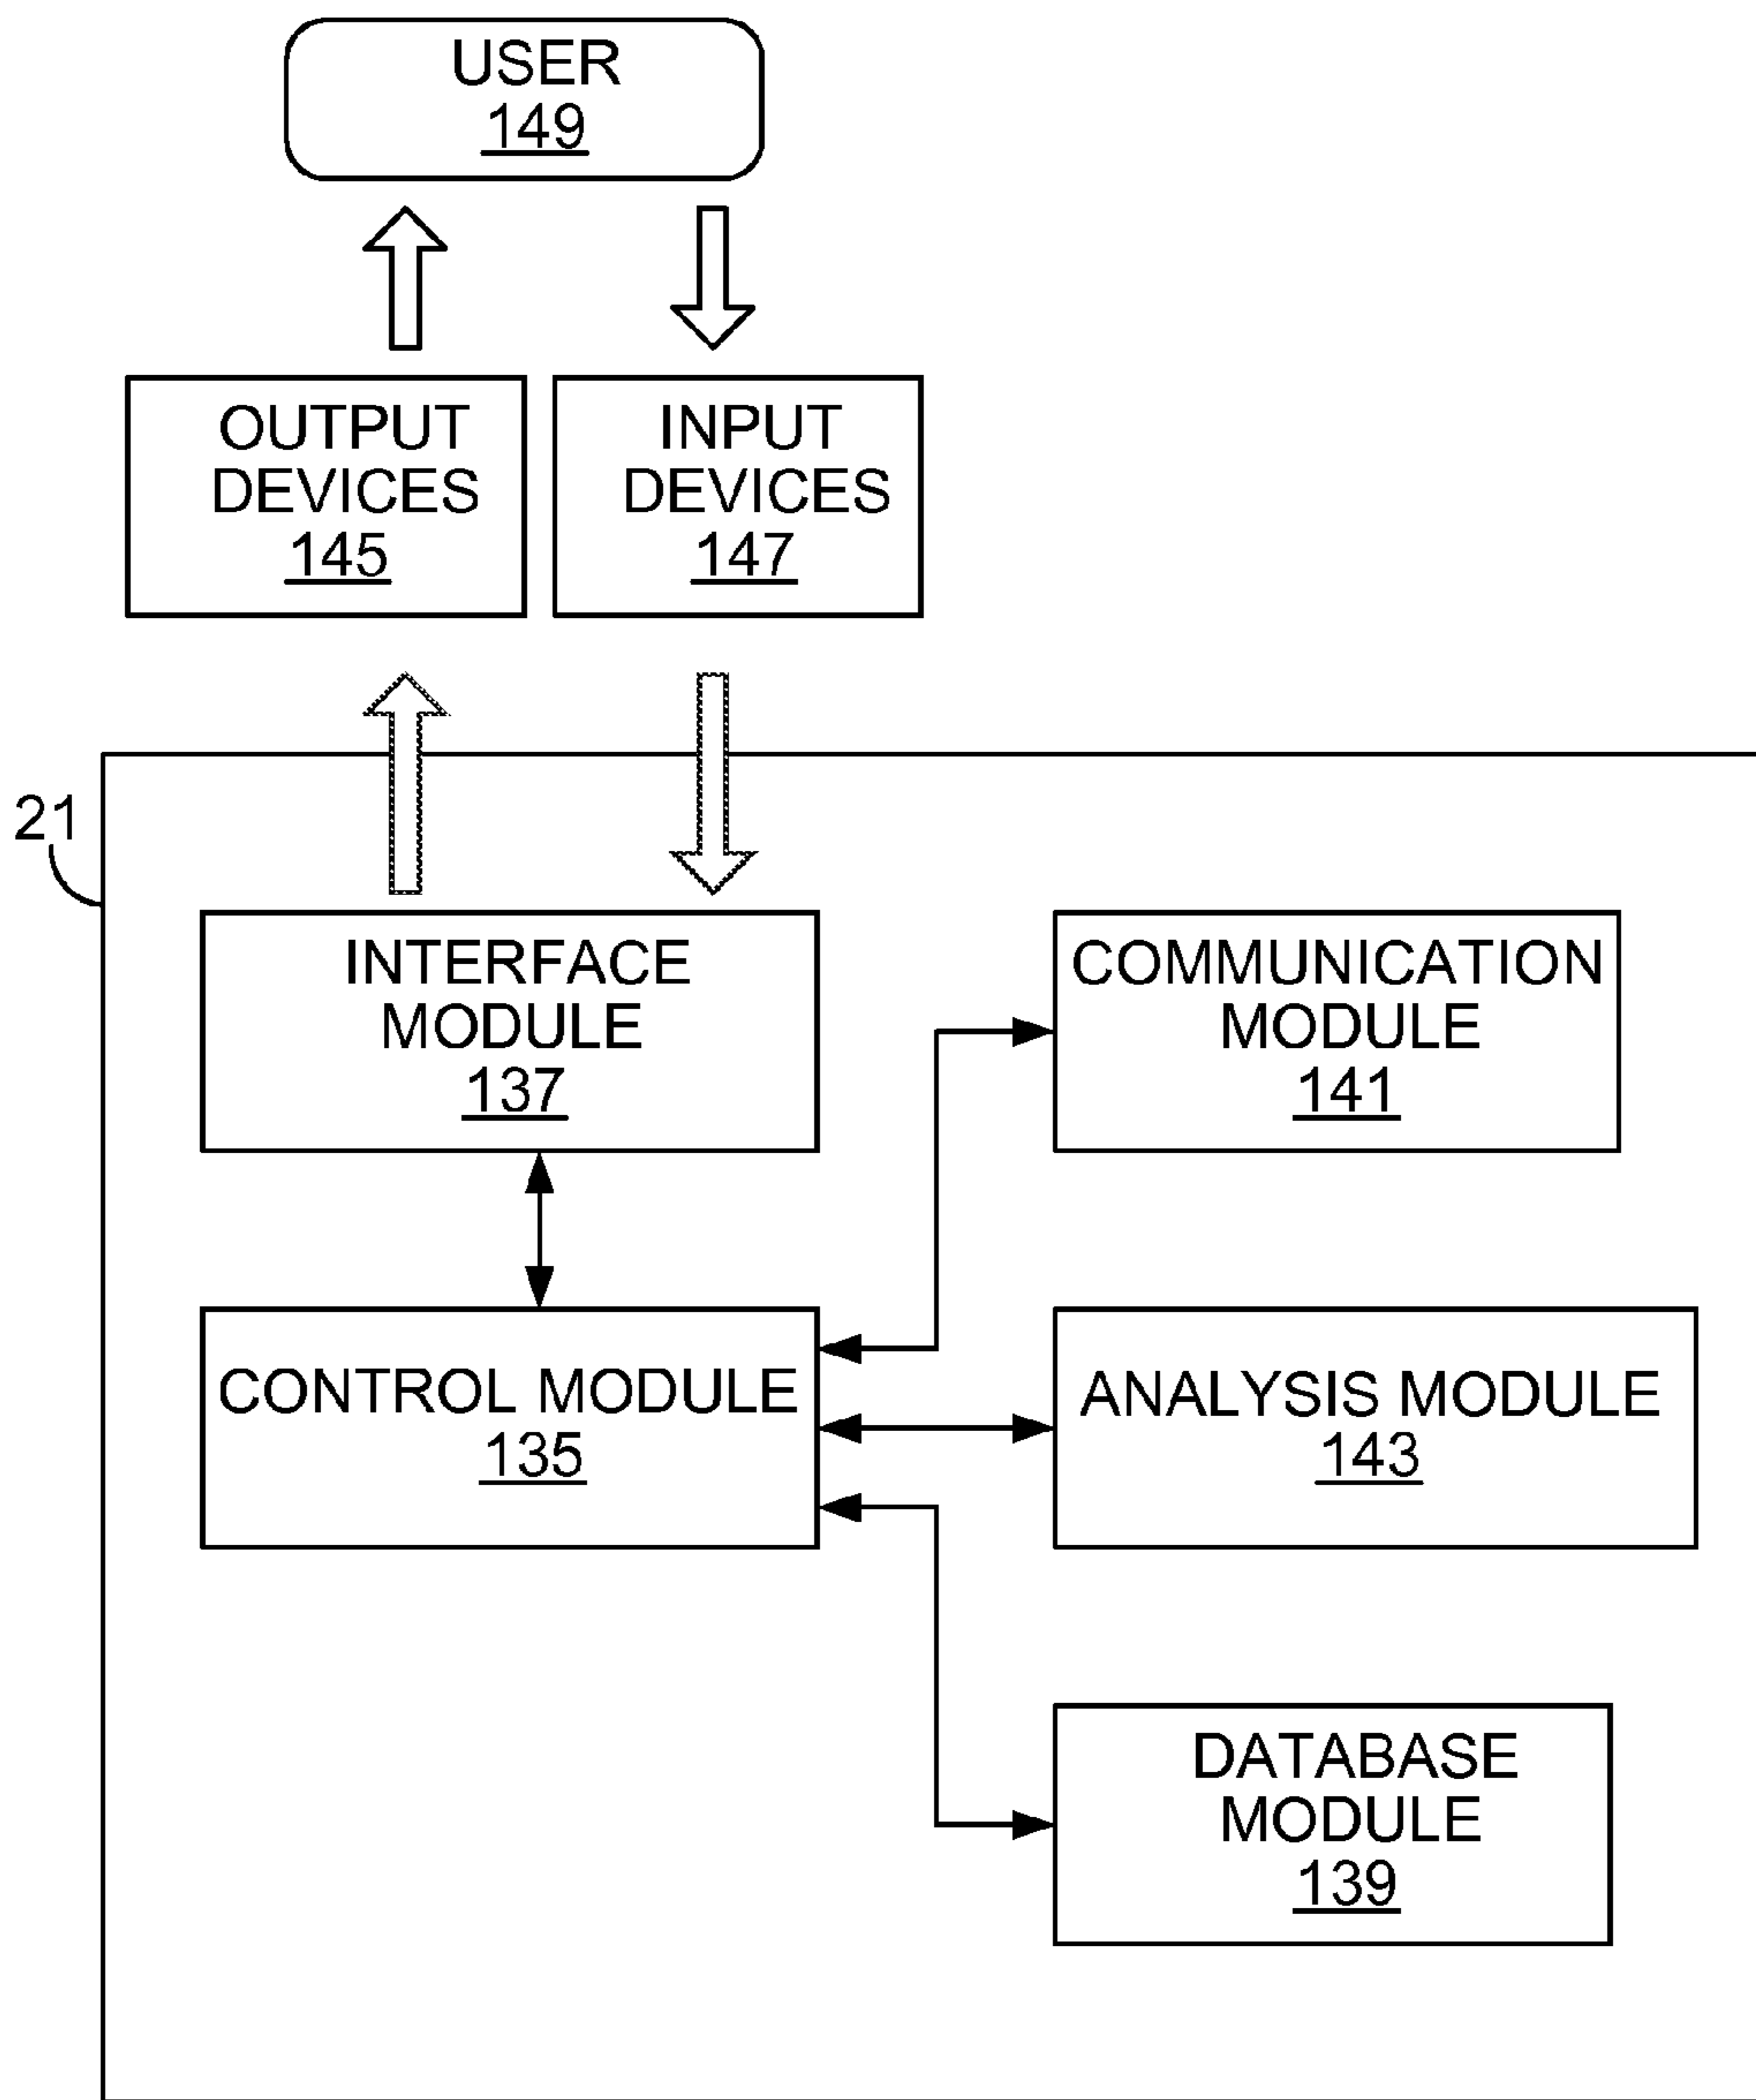 USER
149
OUTPUT
DEVICES
145
INPUT
DEVICES
147
21
INTERFACE
MODULE
137
COMMUNICATION
MODULE
141
CONTROL MODULE
135
ANALYSIS MODULE
143
DATABASE
MODULE
139